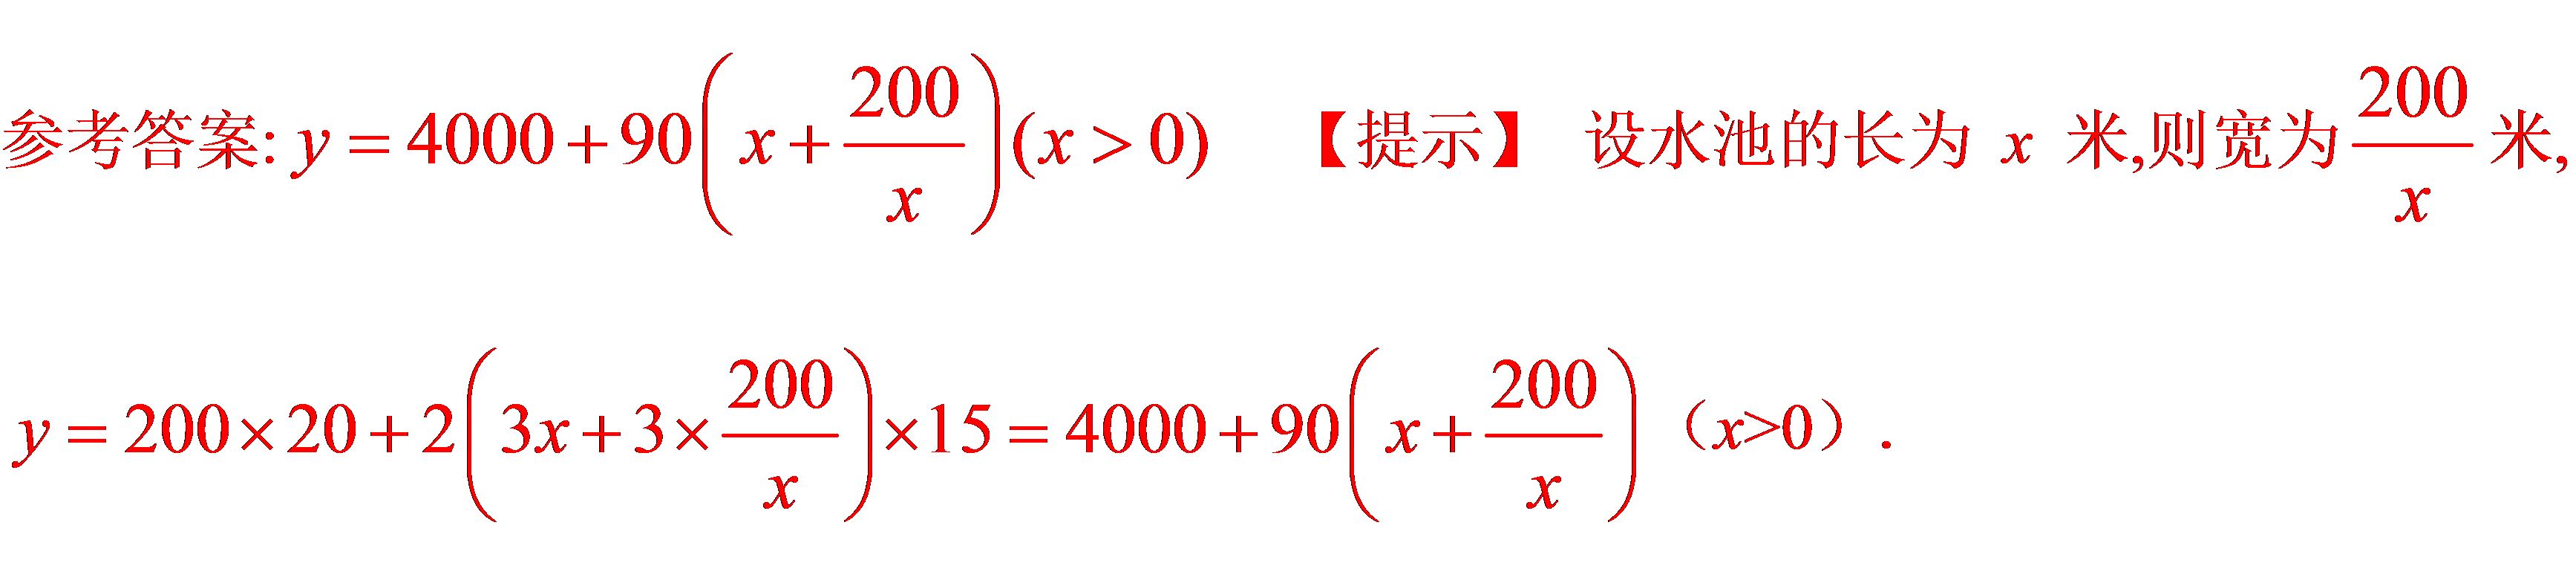 参考答案: y = 4000 + 90(x + 200/x)(x > 0) 【提示】 设水池的长为 x 米,则宽为 200/x 米,
y = 200 × 20 + 2(3x + 3 × 200/x) × 15 = 4000 + 90(x + 200/x)（x>0）.